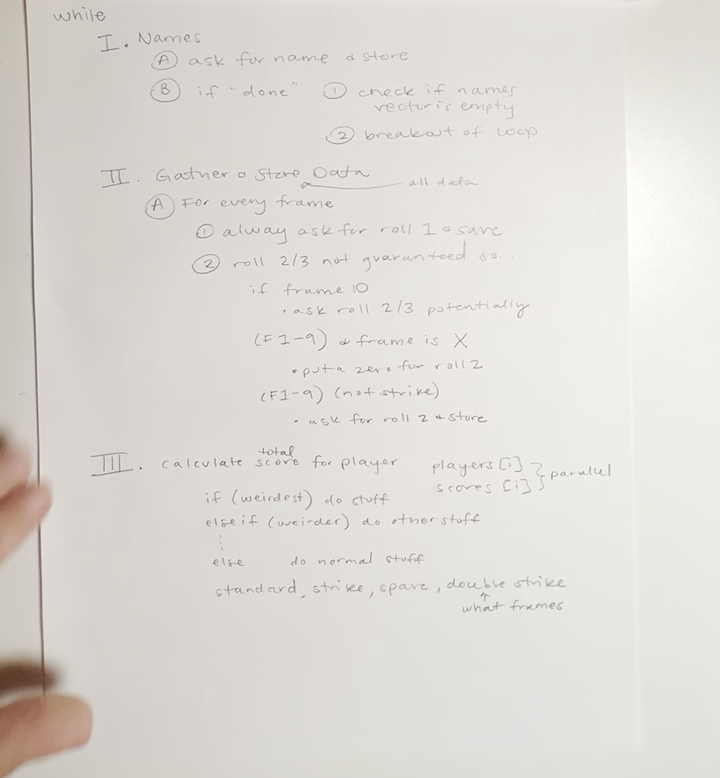 while
I. Names
(A) ask for name & store
(B) if "done" (1) check if names
vector is empty
(2) breakout of loop
II. Gather & Store Data
all data
(A) For every frame
(1) alway ask for roll 1 & save
(2) roll 2/3 not guaranteed so...
if frame 10
• ask roll 2/3 potentially
(F1-9) & frame is X
• put a zero for roll 2
(F1-9) (not strike)
• ask for roll 2 & store
total
III. calculate score for player players [i] } parallel
scores [i]
if (weirdest) do stuff
else if (weirder) do other stuff
⋮
else do normal stuff
standard, strike, spare, double strike
↑
what frames